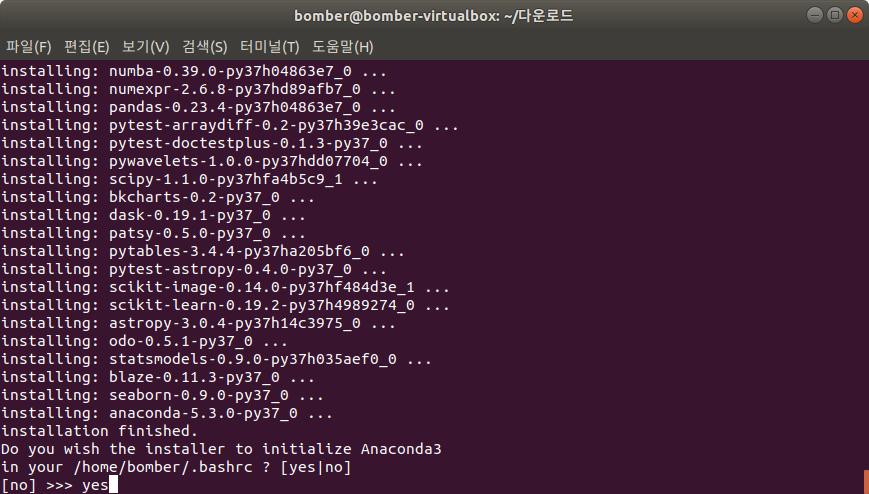 bomber@bomber-virtualbox: ~/다운로드
파일(F) 편집(E) 보기(V) 검색(S) 터미널(T) 도움말(H)
installing: numba-0.39.0-py37h04863e7_0 ...
installing: numexpr-2.6.8-py37hd89afb7_0 ...
installing: pandas-0.23.4-py37h04863e7_0 ...
installing: pytest-arraydiff-0.2-py37h39e3cac_0 ...
installing: pytest-doctestplus-0.1.3-py37_0 ...
installing: pywavelets-1.0.0-py37hdd07704_0 ...
installing: scipy-1.1.0-py37hfa4b5c9_1 ...
installing: bkcharts-0.2-py37_0 ...
installing: dask-0.19.1-py37_0 ...
installing: patsy-0.5.0-py37_0 ...
installing: pytables-3.4.4-py37ha205bf6_0 ...
installing: pytest-astropy-0.4.0-py37_0 ...
installing: scikit-image-0.14.0-py37hf484d3e_1 ...
installing: scikit-learn-0.19.2-py37h4989274_0 ...
installing: astropy-3.0.4-py37h14c3975_0 ...
installing: odo-0.5.1-py37_0 ...
installing: statsmodels-0.9.0-py37h035aef0_0 ...
installing: blaze-0.11.3-py37_0 ...
installing: seaborn-0.9.0-py37_0 ...
installing: anaconda-5.3.0-py37_0 ...
installation finished.
Do you wish the installer to initialize Anaconda3
in your /home/bomber/.bashrc ? [yes|no]
[no] >>> yes